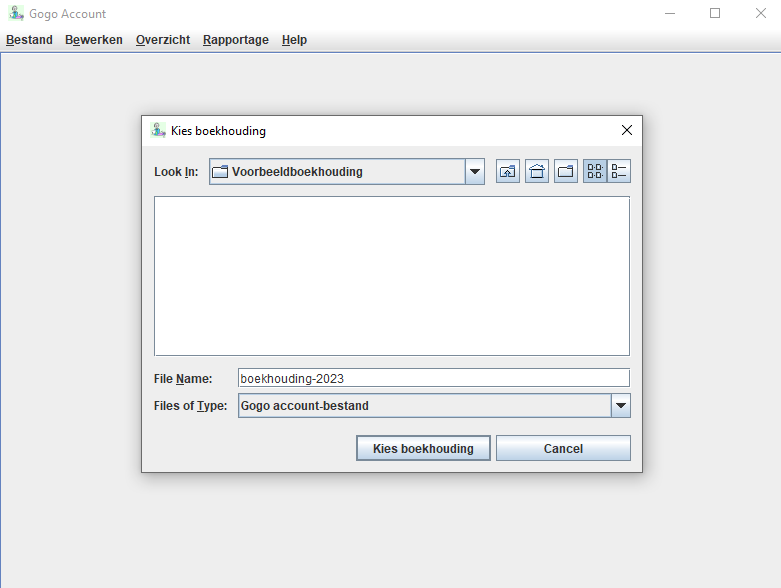 Gogo Account
Bestand Bewerken Overzicht Rapportage Help
Kies boekhouding
Look In: Voorbeeldboekhouding
File Name: boekhouding-2023
Files of Type: Gogo account-bestand
Kies boekhouding Cancel